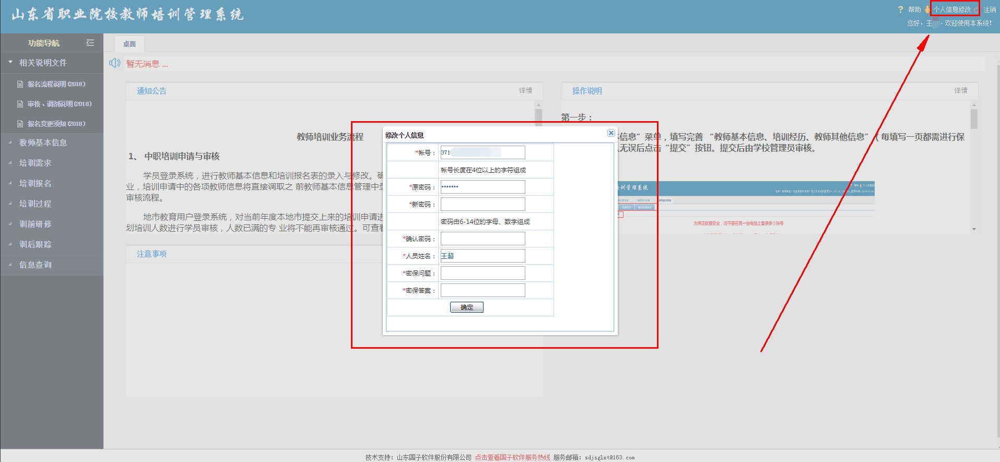 山东省职业院校教师培训管理系统
? 帮助 个人信息修改 注销
您好，王 ，欢迎使用本系统!
功能导航
桌面
相关说明文件
报名流程说明(2018)
审核、调剂说明(2018)
报名变更须知(2018)
教师基本信息
培训需求
培训报名
培训过程
训前研修
训后跟踪
信息查询
暂无消息 ...
通知公告 详情
教师培训业务流程
1、 中职培训申请与审核
学员登录系统，进行教师基本信息和培训报名表的录入与修改。确
业，培训申请中的各项教师信息将直接调取之 前教师基本信息管理中录
审核流程。
地市教育用户登录系统，对当前年度本地市提交上来的培训申请进
划培训人数进行学员审核，人数已满的专 业将不能再审核通过。可查看
注意事项
操作说明 详情
第一步：
信息”菜单，填写完善 “教师基本信息、培训经历、教师其他信息”（每填写一页都需进行保
无误后点击“提交”按钮。提交后由学校管理员审核。
培训管理系统
为保证数据安全，请不要在同一台电脑上登录多个账号
修改个人信息
*帐号： 371
帐号长度在4位以上的字符组成
*原密码： •••••••
*新密码：
密码由6-14位的字母、数字组成
*确认密码：
*人员姓名： 王超
*密保问题：
*密保答案：
确定
技术支持: 山东国子软件股份有限公司 点击查看国子软件服务热线 服务邮箱: sdjsglxt@163.com